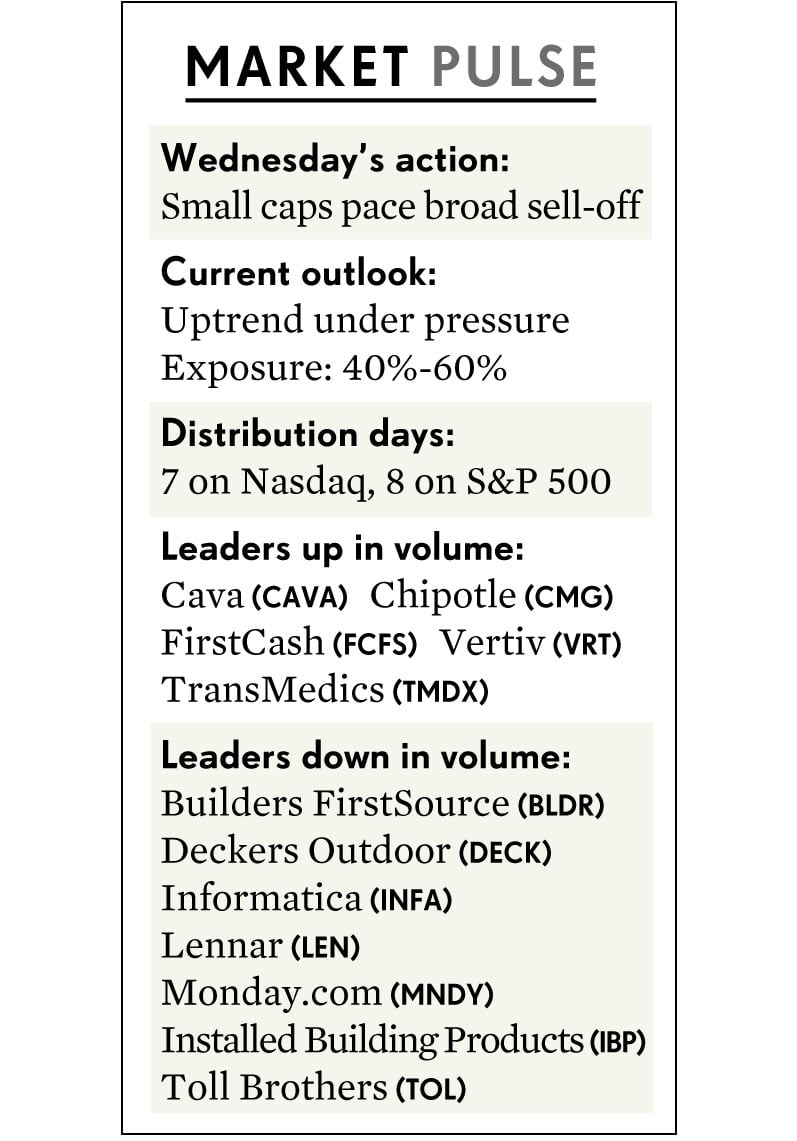 MARKET PULSE
Wednesday’s action:
Small caps pace broad sell-off
Current outlook:
Uptrend under pressure
Exposure: 40%-60%
Distribution days:
7 on Nasdaq, 8 on S&P 500
Leaders up in volume:
Cava (CAVA) Chipotle (CMG)
FirstCash (FCFS) Vertiv (VRT)
TransMedics (TMDX)
Leaders down in volume:
Builders FirstSource (BLDR)
Deckers Outdoor (DECK)
Informatica (INFA)
Lennar (LEN)
Monday.com (MNDY)
Installed Building Products (IBP)
Toll Brothers (TOL)